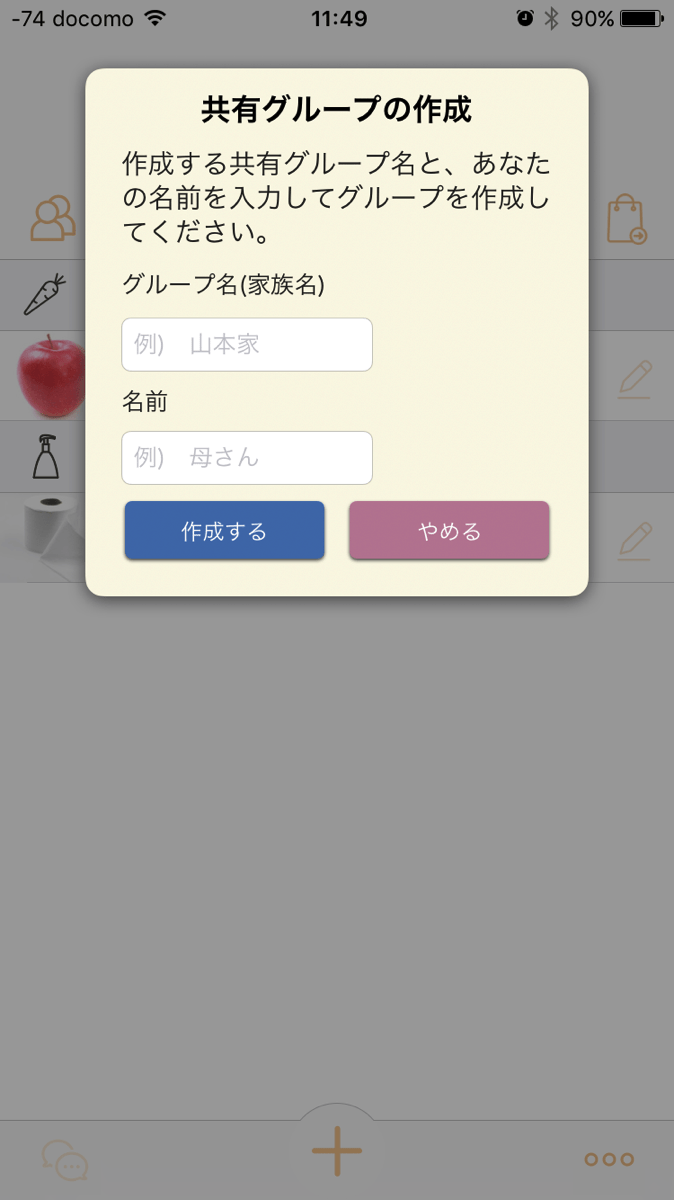 -74 docomo 11:49 90%
共有グループの作成
作成する共有グループ名と、あなた
の名前を入力してグループを作成し
てください。
グループ名(家族名)
例) 山本家
名前
例) 母さん
作成する やめる